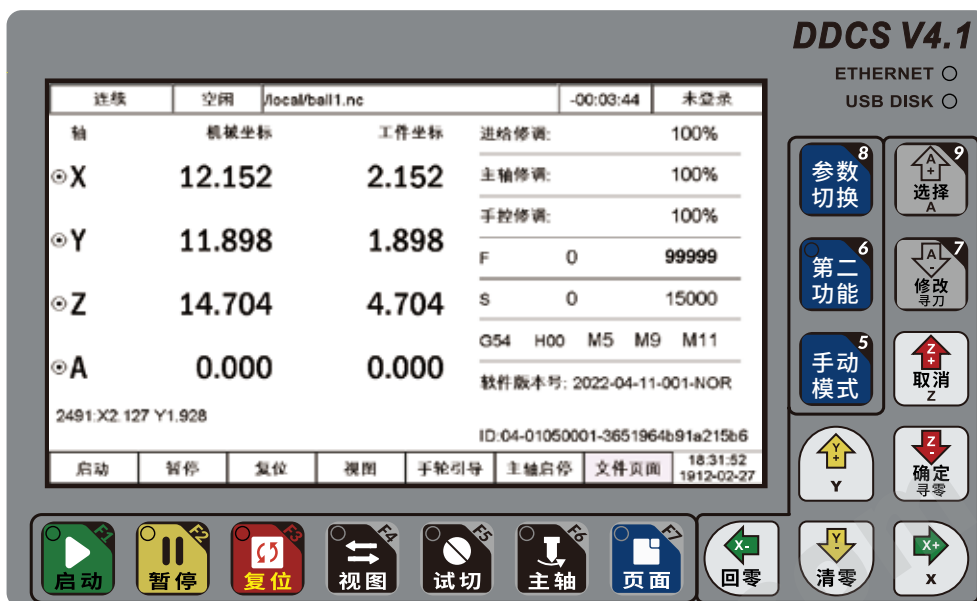 DDCS V4.1
ETHERNET
USB DISK
连续 空闲 /local/ball1.nc -00:03:44 未登录
轴 机械坐标 工件坐标
X 12.152 2.152
Y 11.898 1.898
Z 14.704 4.704
A 0.000 0.000
2491:X2.127 Y1.928
进给修调: 100%
主轴修调: 100%
手控修调: 100%
F 0 99999
S 0 15000
G54 H00 M5 M9 M11
软件版本号: 2022-04-11-001-NOR
ID:04-01050001-3651964b91a215b6
启动 暂停 复位 视图 手轮引导 主轴启停 文件页面 18:31:52
1912-02-27
8
参数
切换
9
A
+
选择
A
6
第二
功能
7
A
-
修改
寻刀
5
手动
模式
Z
+
取消
Z
Y
+
Y
Z
-
确定
寻零
F1
启动
F2
暂停
F3
复位
F4
视图
F5
试切
F6
主轴
F7
页面
X-
回零
Y
-
清零
X+
X